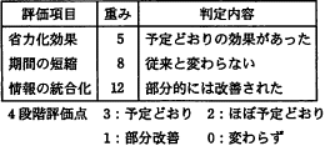 評価項目 重み 判定内容
省力化効果 5 予定どおりの効果があった
期間の短縮 8 従来と変わらない
情報の統合化 12 部分的には改善された
4段階評価点 3:予定どおり 2:ほぼ予定どおり
1:部分改善 0:変わらず